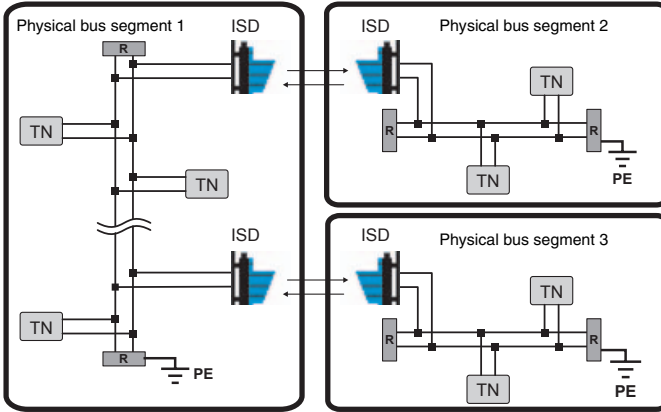 Physical bus segment 1
ISD
R
TN
TN
ISD
TN
R
PE
ISD
Physical bus segment 2
TN
R
R
TN
PE
ISD
Physical bus segment 3
TN
R
R
TN
PE